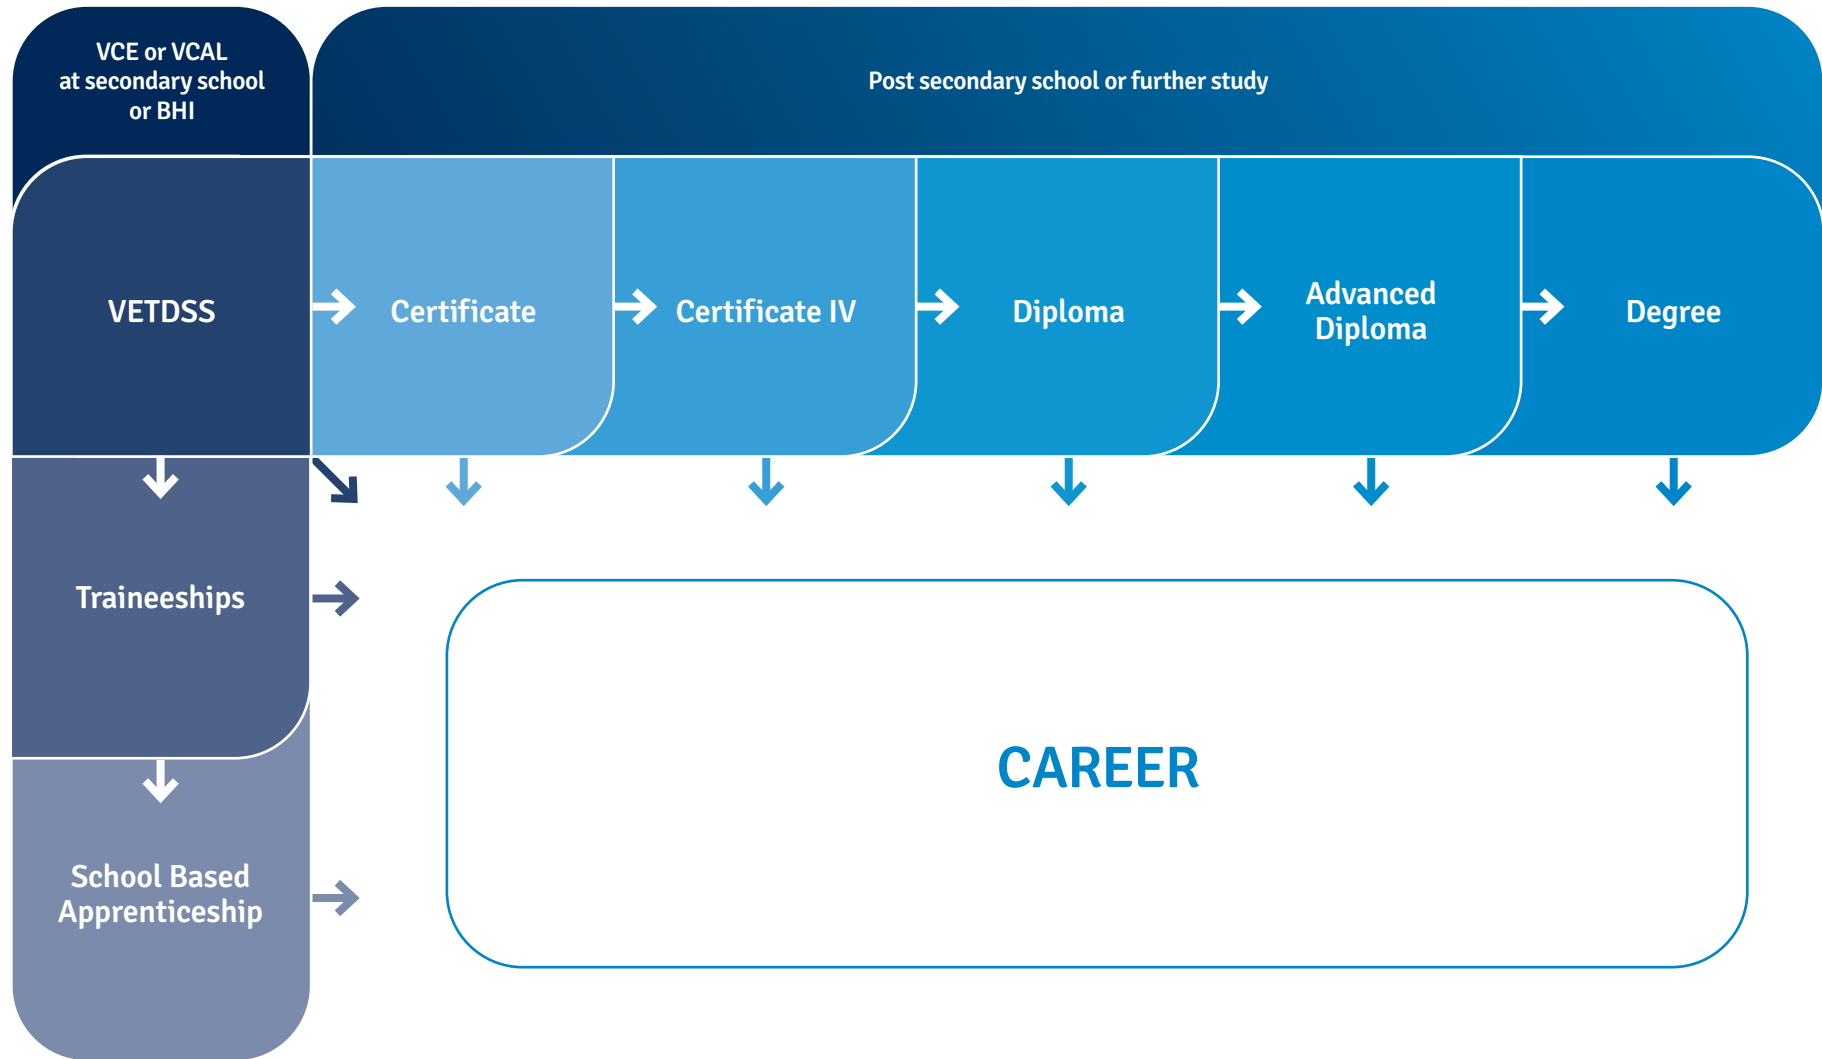 VCE or VCAL
at secondary school
or BHI
Post secondary school or further study
VETDSS
Certificate
Certificate IV
Diploma
Advanced
Diploma
Degree
Traineeships
School Based
Apprenticeship
CAREER